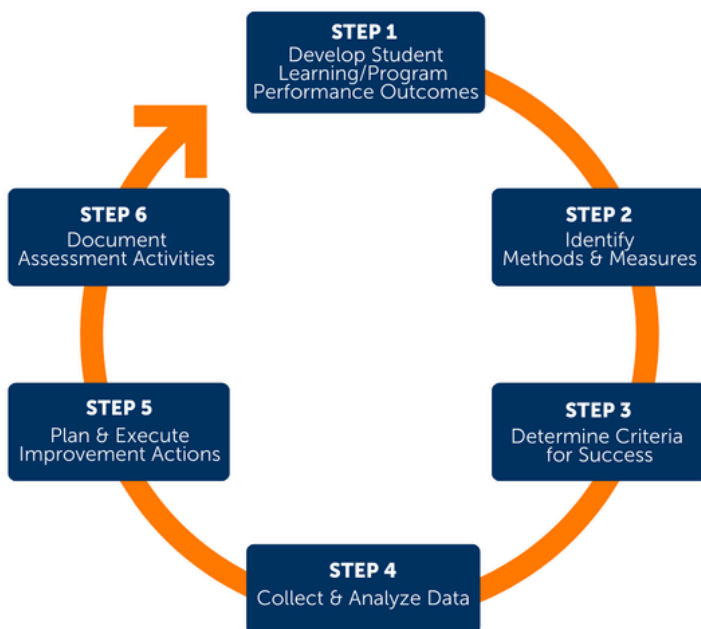 STEP 1
Develop Student
Learning/Program
Performance Outcomes
STEP 2
Identify
Methods & Measures
STEP 3
Determine Criteria
for Success
STEP 4
Collect & Analyze Data
STEP 5
Plan & Execute
Improvement Actions
STEP 6
Document
Assessment Activities